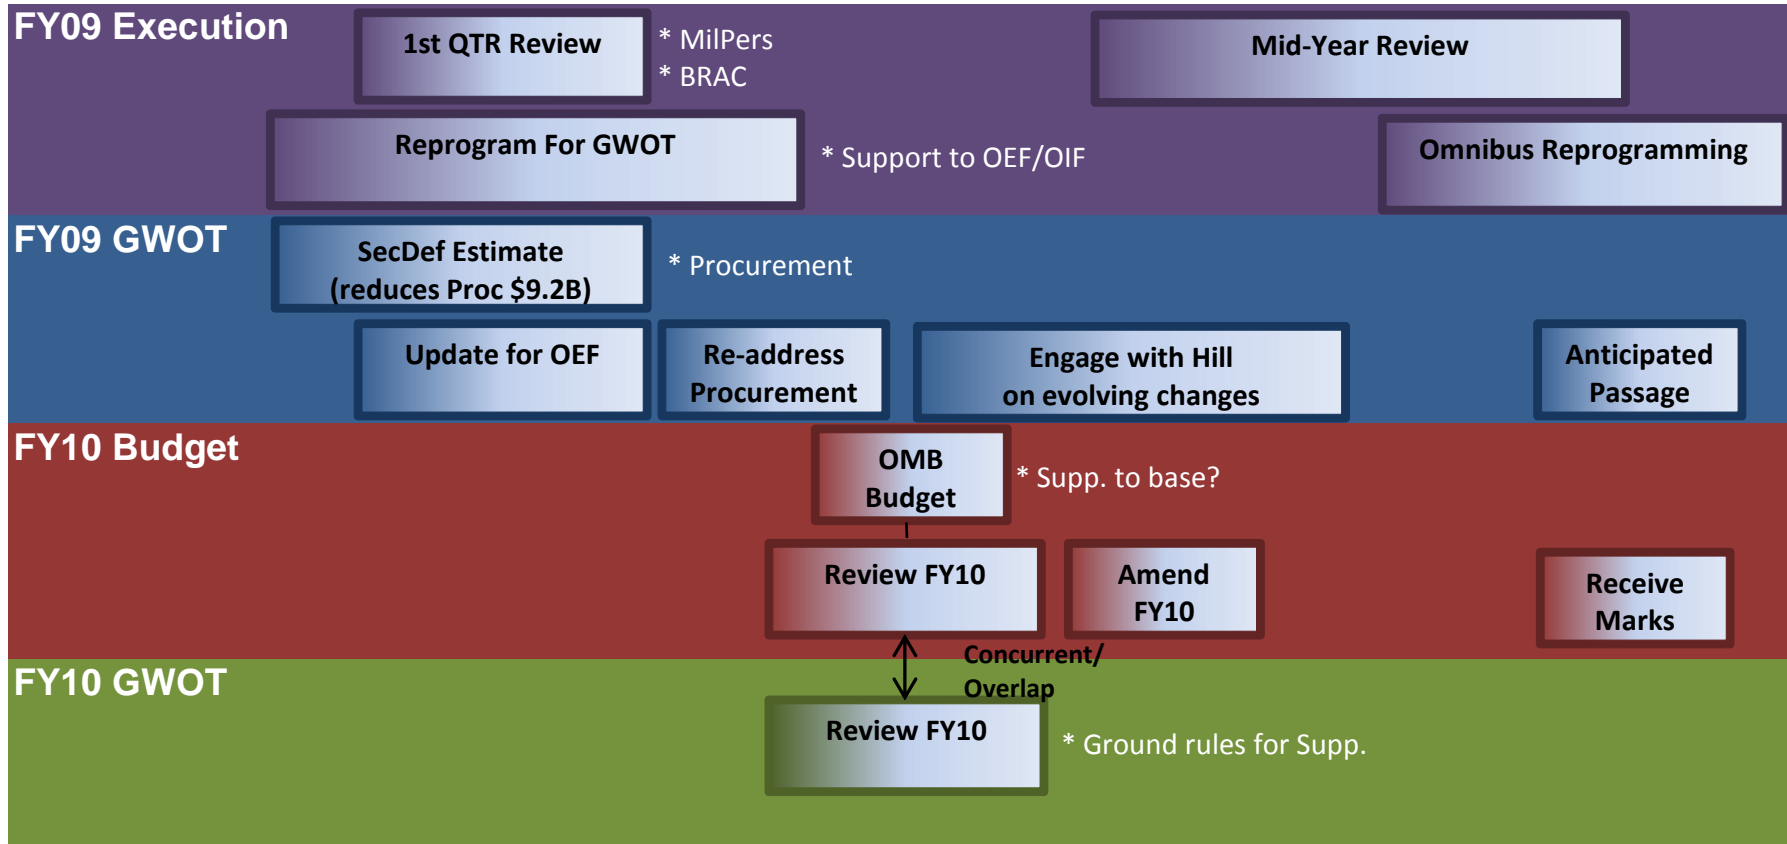 FY09 Execution
1st QTR Review
* MilPers
* BRAC
Mid-Year Review
Reprogram For GWOT
* Support to OEF/OIF
Omnibus Reprogramming
FY09 GWOT
SecDef Estimate
(reduces Proc $9.2B)
* Procurement
Update for OEF
Re-address
Procurement
Engage with Hill
on evolving changes
Anticipated
Passage
FY10 Budget
OMB
Budget
* Supp. to base?
Review FY10
Amend
FY10
Receive
Marks
Concurrent/
Overlap
FY10 GWOT
Review FY10
* Ground rules for Supp.